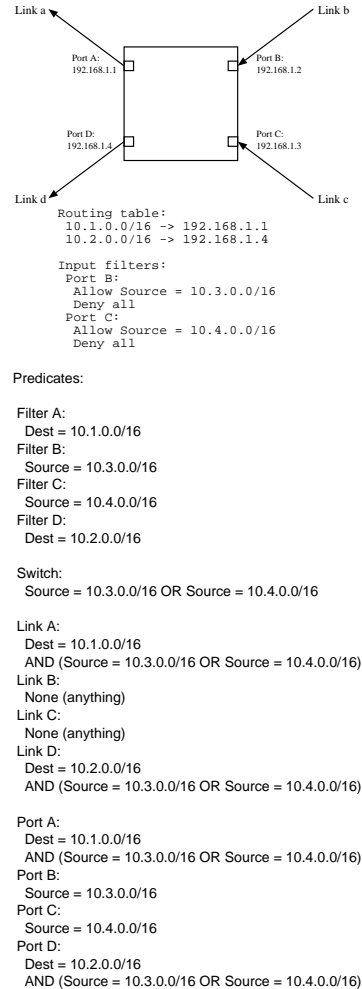 Link a
Link b
Port A:
192.168.1.1
Port B:
192.168.1.2
Port D:
192.168.1.4
Port C:
192.168.1.3
Link d
Link c
Routing table:
10.1.0.0/16 -> 192.168.1.1
10.2.0.0/16 -> 192.168.1.4
Input filters:
Port B:
Allow Source = 10.3.0.0/16
Deny all
Port C:
Allow Source = 10.4.0.0/16
Deny all
Predicates:
Filter A:
Dest = 10.1.0.0/16
Filter B:
Source = 10.3.0.0/16
Filter C:
Source = 10.4.0.0/16
Filter D:
Dest = 10.2.0.0/16
Switch:
Source = 10.3.0.0/16 OR Source = 10.4.0.0/16
Link A:
Dest = 10.1.0.0/16
AND (Source = 10.3.0.0/16 OR Source = 10.4.0.0/16)
Link B:
None (anything)
Link C:
None (anything)
Link D:
Dest = 10.2.0.0/16
AND (Source = 10.3.0.0/16 OR Source = 10.4.0.0/16)
Port A:
Dest = 10.1.0.0/16
AND (Source = 10.3.0.0/16 OR Source = 10.4.0.0/16)
Port B:
Source = 10.3.0.0/16
Port C:
Source = 10.4.0.0/16
Port D:
Dest = 10.2.0.0/16
AND (Source = 10.3.0.0/16 OR Source = 10.4.0.0/16)